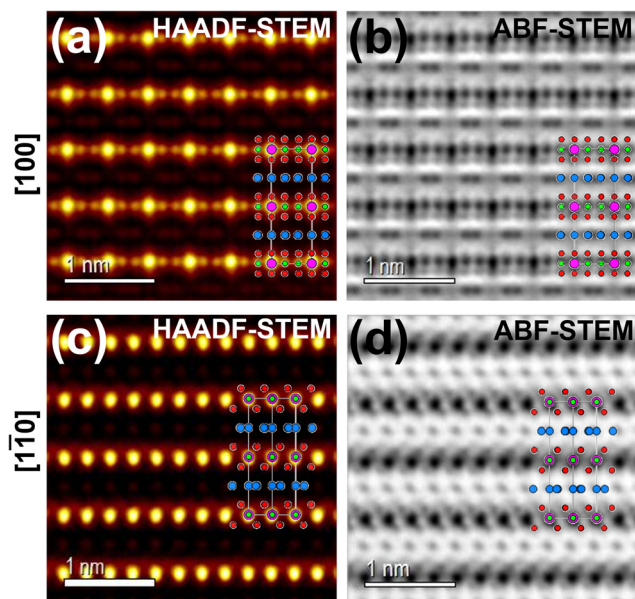 (a) HAADF-STEM
(b) ABF-STEM
[100]
1 nm
1 nm
(c) HAADF-STEM
(d) ABF-STEM
[11̄0]
1 nm
1 nm